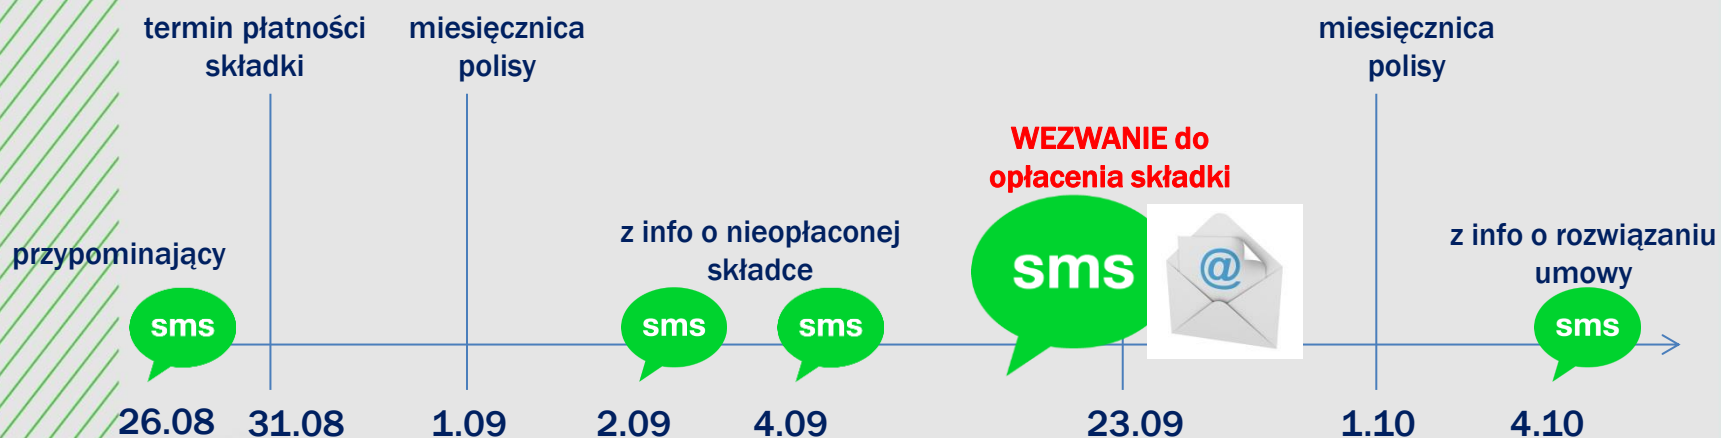 termin płatności
składki
miesięcznica
polisy
miesięcznica
polisy
WEZWANIE do
opłacenia składki
przypominający
z info o nieopłaconej
składce
z info o rozwiązaniu
umowy
sms
sms
sms
sms
@
sms
26.08
31.08
1.09
2.09
4.09
23.09
1.10
4.10